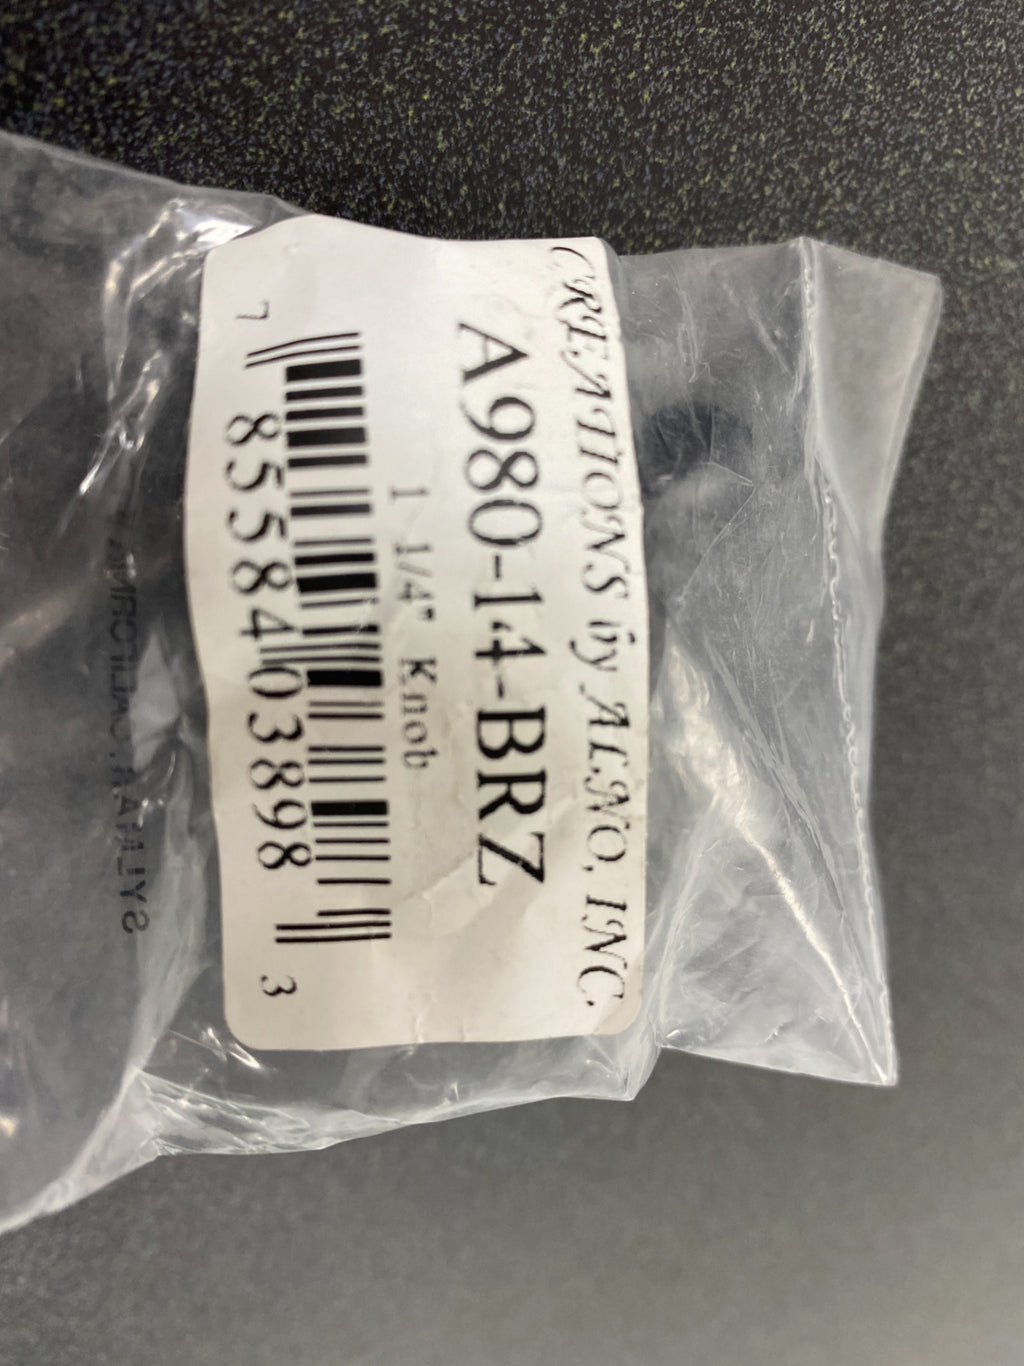 CREATIONS by ALNO, INC.
A980-14-BRZ
1 1/4" Knob
7 85584 03898 3